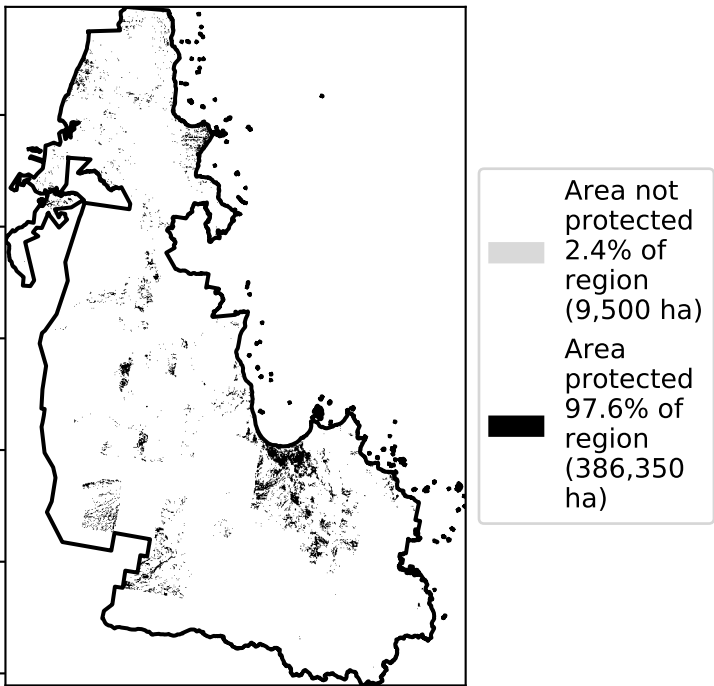 Area not
protected
2.4% of
region
(9,500 ha)
Area
protected
97.6% of
region
(386,350
ha)